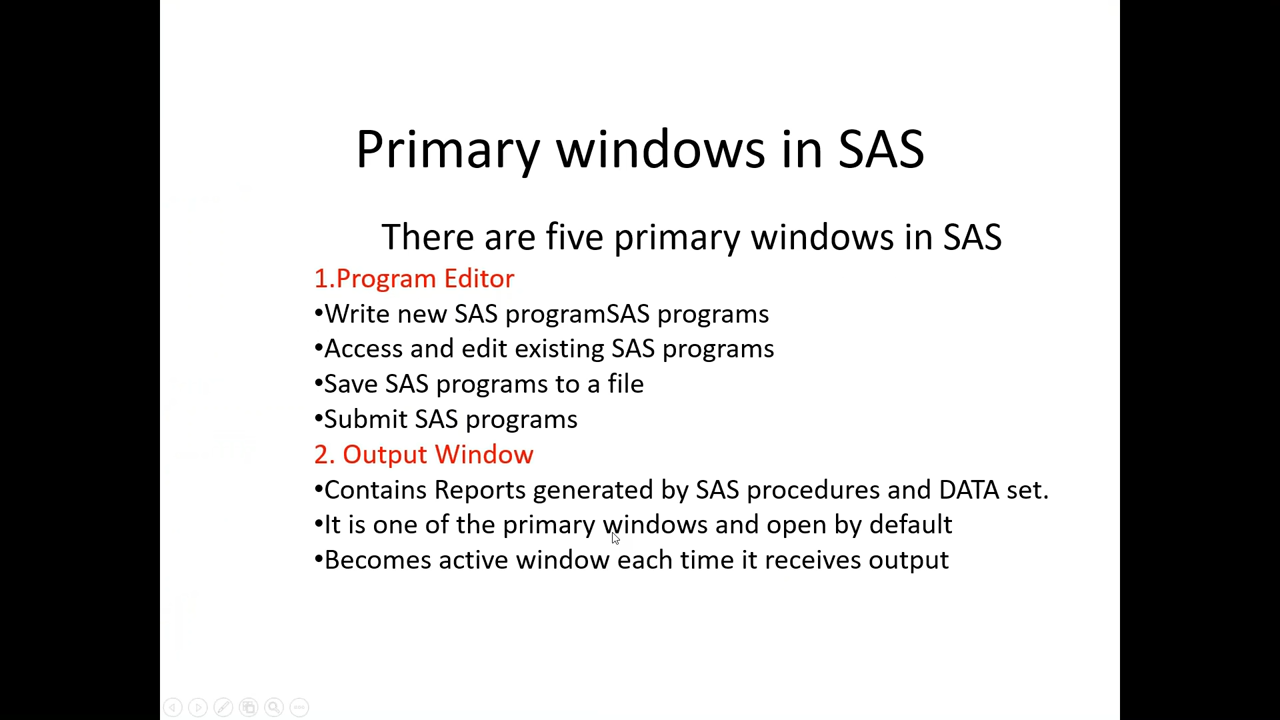 Primary windows in SAS
There are five primary windows in SAS
1.Program Editor
•Write new SAS programSAS programs
•Access and edit existing SAS programs
•Save SAS programs to a file
•Submit SAS programs
2. Output Window
•Contains Reports generated by SAS procedures and DATA set.
•It is one of the primary windows and open by default
•Becomes active window each time it receives output